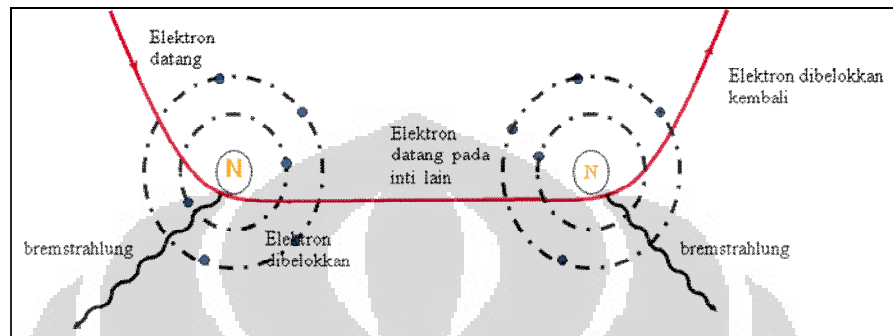 Elektron
datang
Elektron dibelokkan
kembali
Elektron
datang pada
inti lain
N
N
bremstrahlung
Elektron
dibelokkan
bremstrahlung